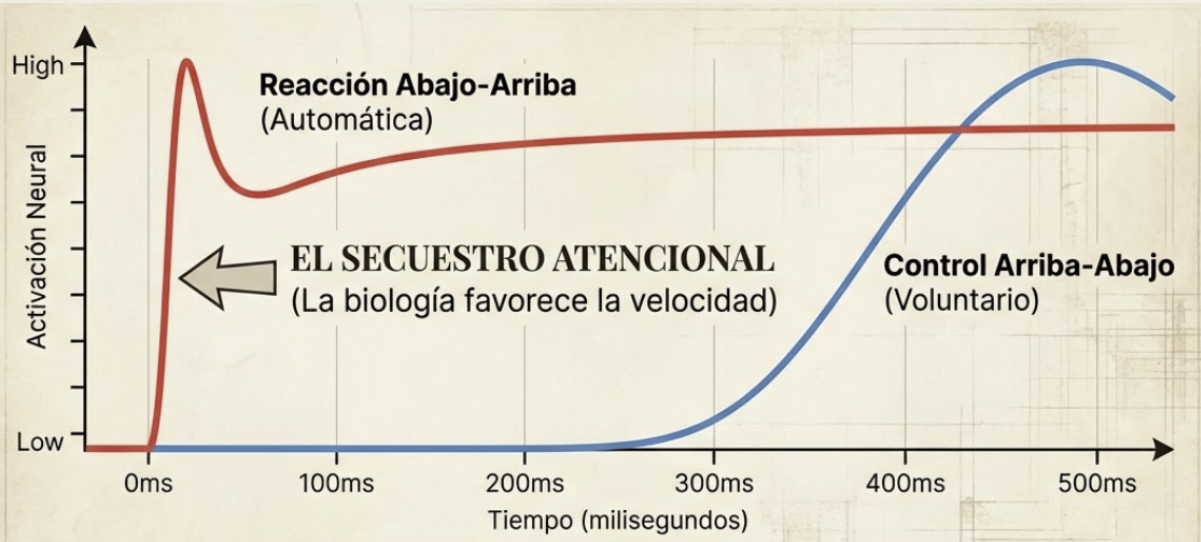 High
Reacción Abajo-Arriba
(Automática)
Activación Neural
EL SECUESTRO ATENCIONAL
(La biología favorece la velocidad)
Control Arriba-Abajo
(Voluntario)
Low
0ms 100ms 200ms 300ms 400ms 500ms
Tiempo (milisegundos)